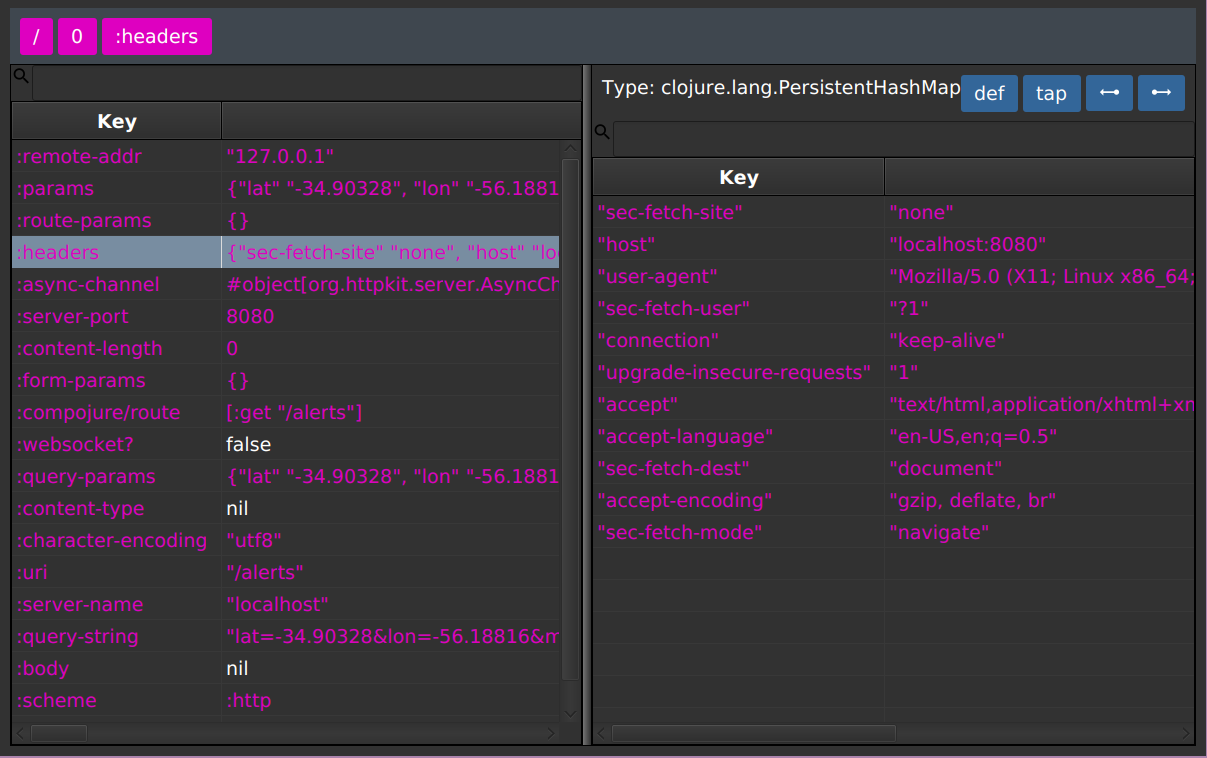 / 0 :headers
Key
:remote-addr "127.0.0.1"
:params {"lat" "-34.90328", "lon" "-56.1881
:route-params {}
:headers {"sec-fetch-site" "none", "host" "lo
:async-channel #object[org.httpkit.server.AsyncCh
:server-port 8080
:content-length 0
:form-params {}
:compojure/route [:get "/alerts"]
:websocket? false
:query-params {"lat" "-34.90328", "lon" "-56.1881
:content-type nil
:character-encoding "utf8"
:uri "/alerts"
:server-name "localhost"
:query-string "lat=-34.90328&lon=-56.18816&m
:body nil
:scheme :http
Type: clojure.lang.PersistentHashMap def tap
Key
"sec-fetch-site" "none"
"host" "localhost:8080"
"user-agent" "Mozilla/5.0 (X11; Linux x86_64;
"sec-fetch-user" "?1"
"connection" "keep-alive"
"upgrade-insecure-requests" "1"
"accept" "text/html,application/xhtml+xm
"accept-language" "en-US,en;q=0.5"
"sec-fetch-dest" "document"
"accept-encoding" "gzip, deflate, br"
"sec-fetch-mode" "navigate"